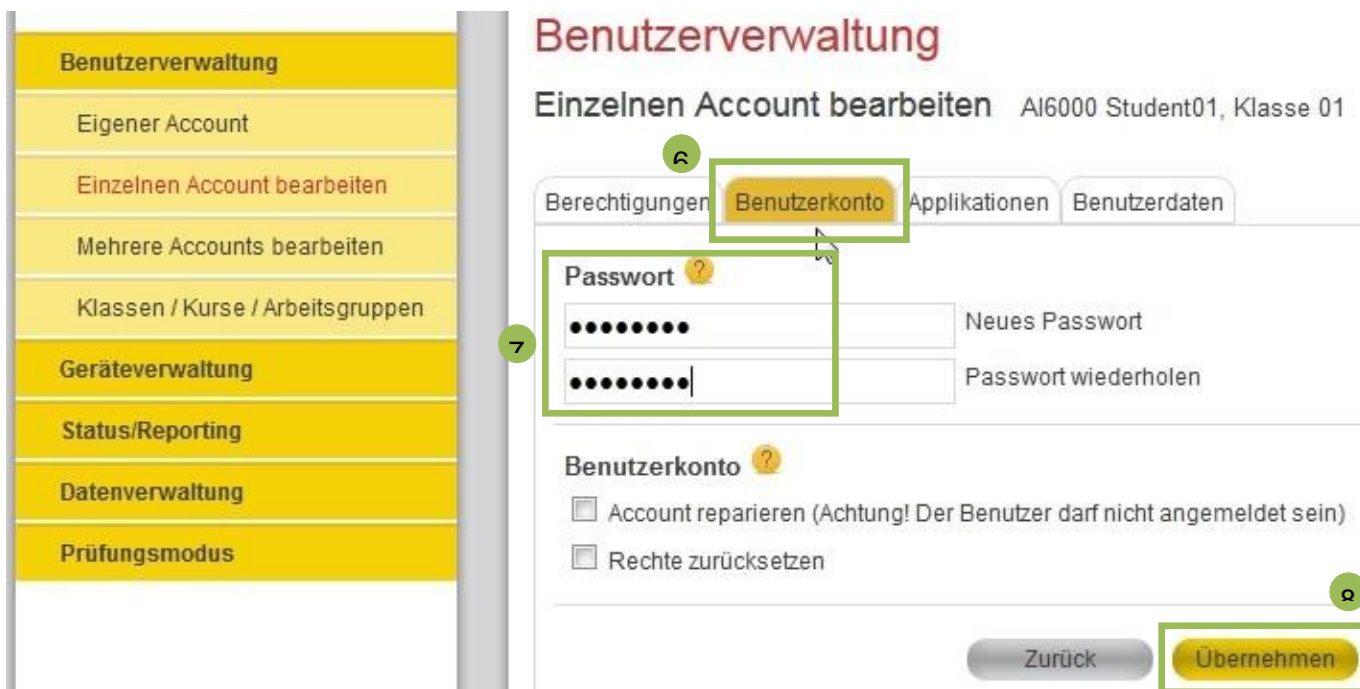 Benutzerverwaltung
Eigener Account
Einzelnen Account bearbeiten
Mehrere Accounts bearbeiten
Klassen / Kurse / Arbeitsgruppen
Geräteverwaltung
Status/Reporting
Datenverwaltung
Prüfungsmodus
Benutzerverwaltung
Einzelnen Account bearbeiten AI6000 Student01, Klasse 01
6
Berechtigungen Benutzerkonto Applikationen Benutzerdaten
Passwort ?
7
●●●●●●●● Neues Passwort
●●●●●●●● Passwort wiederholen
Benutzerkonto ?
Account reparieren (Achtung! Der Benutzer darf nicht angemeldet sein)
Rechte zurücksetzen
8
Zurück Übernehmen